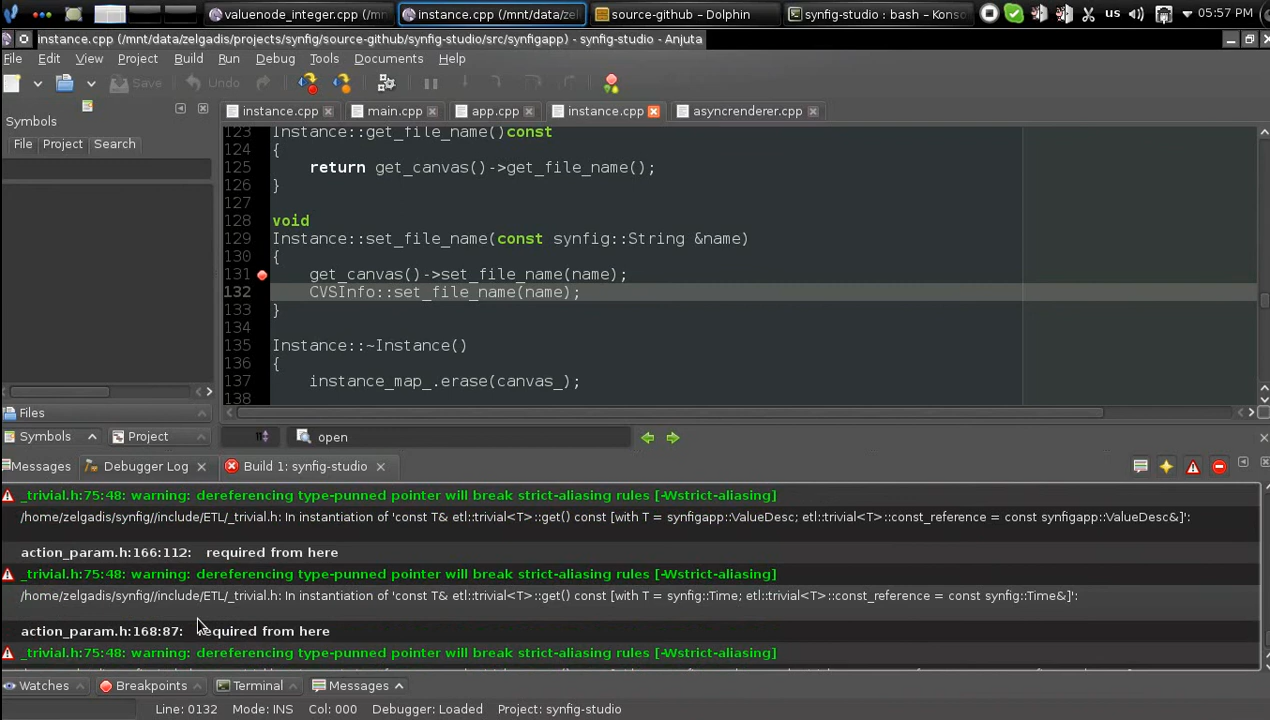 valuenode_integer.cpp (/mnt/... instance.cpp (/mnt/data/zel... source-github – Dolphin synfig-studio : bash – Konso... us 05:57 PM
instance.cpp (/mnt/data/zelgadis/projects/synfig/source-github/synfig-studio/src/synfigapp) - synfig-studio - Anjuta
File Edit View Project Build Run Debug Tools Documents Help
Save Undo
instance.cpp main.cpp app.cpp instance.cpp asyncrenderer.cpp
Symbols
File Project Search
123 Instance::get_file_name()const
124 {
125 return get_canvas()->get_file_name();
126 }
127
128 void
129 Instance::set_file_name(const synfig::String &name)
130 {
131 get_canvas()->set_file_name(name);
132 CVSInfo::set_file_name(name);
133 }
134
135 Instance::~Instance()
136 {
137 instance_map_.erase(canvas_);
138
Files
Symbols Project open
Messages Debugger Log Build 1: synfig-studio
_trivial.h:75:48: warning: dereferencing type-punned pointer will break strict-aliasing rules [-Wstrict-aliasing]
/home/zelgadis/synfig//include/ETL/_trivial.h: In instantiation of 'const T& etl::trivial<T>::get() const [with T = synfigapp::ValueDesc; etl::trivial<T>::const_reference = const synfigapp::ValueDesc&]':
action_param.h:166:112: required from here
_trivial.h:75:48: warning: dereferencing type-punned pointer will break strict-aliasing rules [-Wstrict-aliasing]
/home/zelgadis/synfig//include/ETL/_trivial.h: In instantiation of 'const T& etl::trivial<T>::get() const [with T = synfig::Time; etl::trivial<T>::const_reference = const synfig::Time&]':
action_param.h:168:87: required from here
_trivial.h:75:48: warning: dereferencing type-punned pointer will break strict-aliasing rules [-Wstrict-aliasing]
Watches Breakpoints Terminal Messages
Line: 0132 Mode: INS Col: 000 Debugger: Loaded Project: synfig-studio